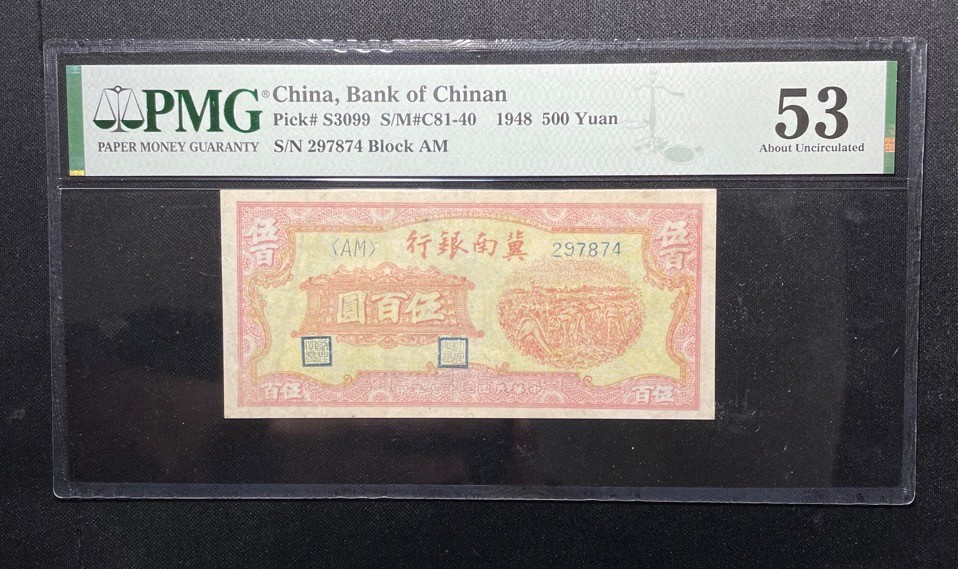 PMG® China, Bank of Chinan
Pick# S3099 S/M#C81-40 1948 500 Yuan
PAPER MONEY GUARANTY S/N 297874 Block AM
53
About Uncirculated
伍百 伍百
〈AM〉 行銀南冀 297874
圓百伍
百伍 百伍